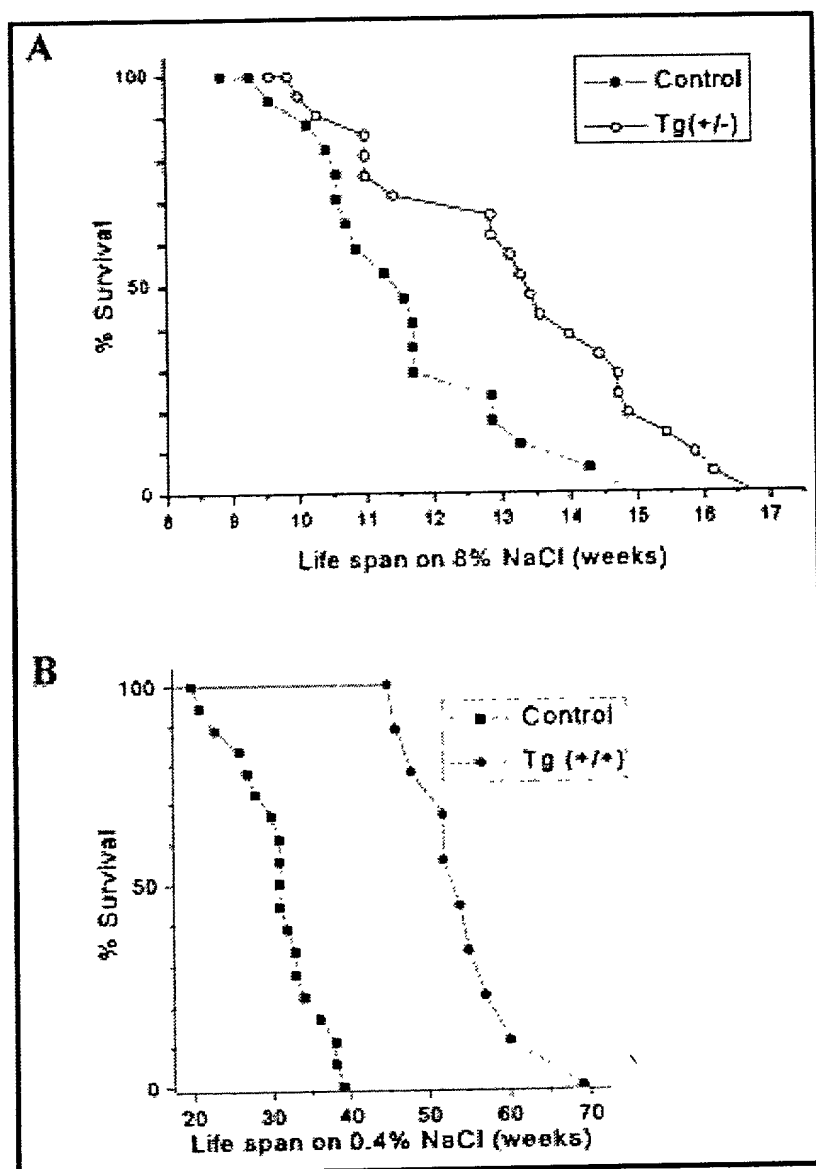 A
100
50
0
% Survival
Control
Tg(+/-)
8 9 10 11 12 13 14 15 16 17
Life span on 8% NaCl (weeks)
B
100
50
0
% Survival
Control
Tg (+/+)
20 30 40 50 60 70
Life span on 0.4% NaCl (weeks)